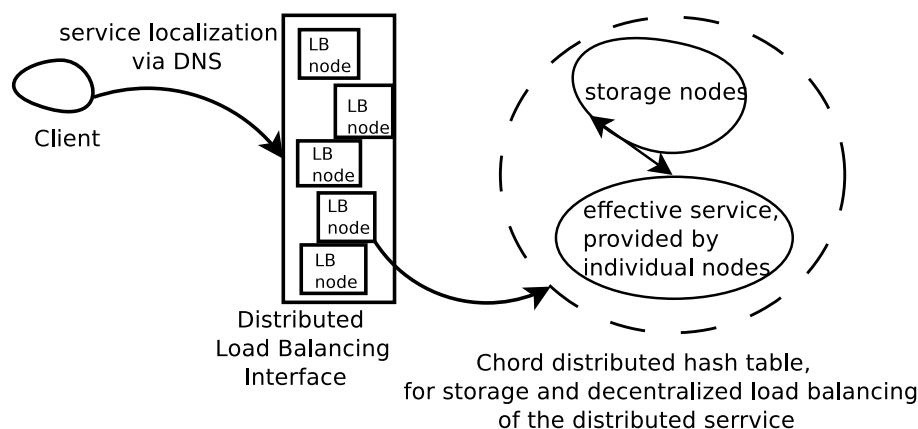 service localization
via DNS
Client
LB
node
LB
node
LB
node
LB
node
LB
node
Distributed
Load Balancing
Interface
storage nodes
effective service,
provided by
individual nodes
Chord distributed hash table,
for storage and decentralized load balancing
of the distributed serrvice